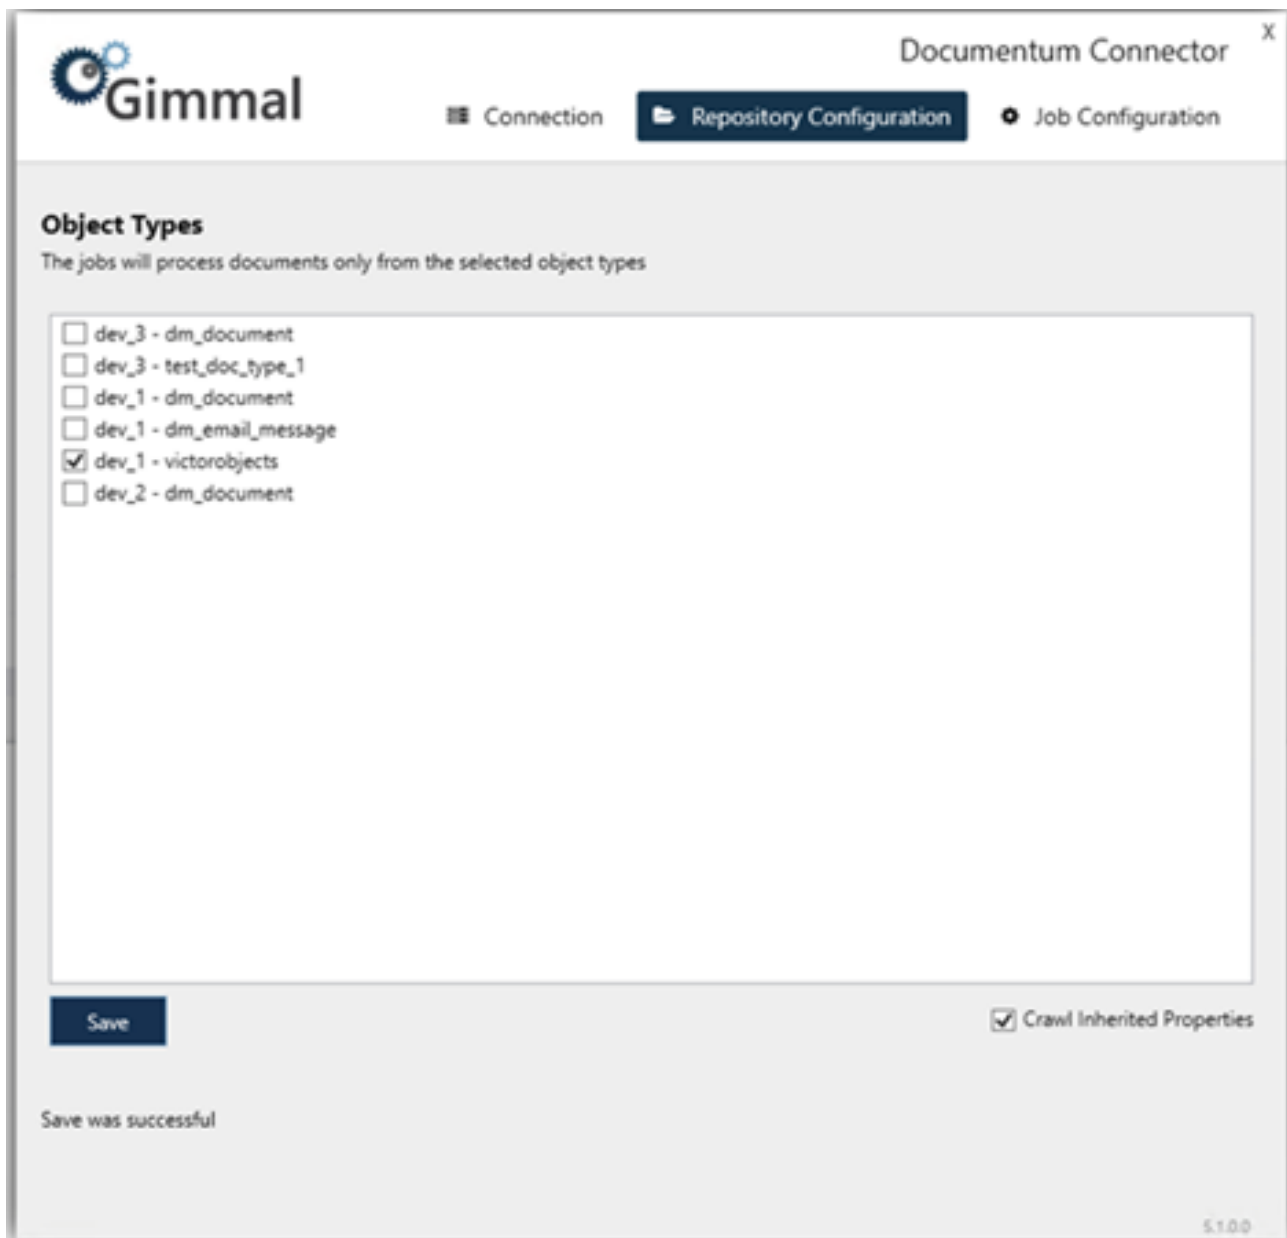 X
Gimmal
Documentum Connector
Connection Repository Configuration Job Configuration
Object Types
The jobs will process documents only from the selected object types
dev_3 - dm_document
dev_3 - test_doc_type_1
dev_1 - dm_document
dev_1 - dm_email_message
dev_1 - victorobjects
dev_2 - dm_document
Save
Crawl Inherited Properties
Save was successful
5.1.0.0